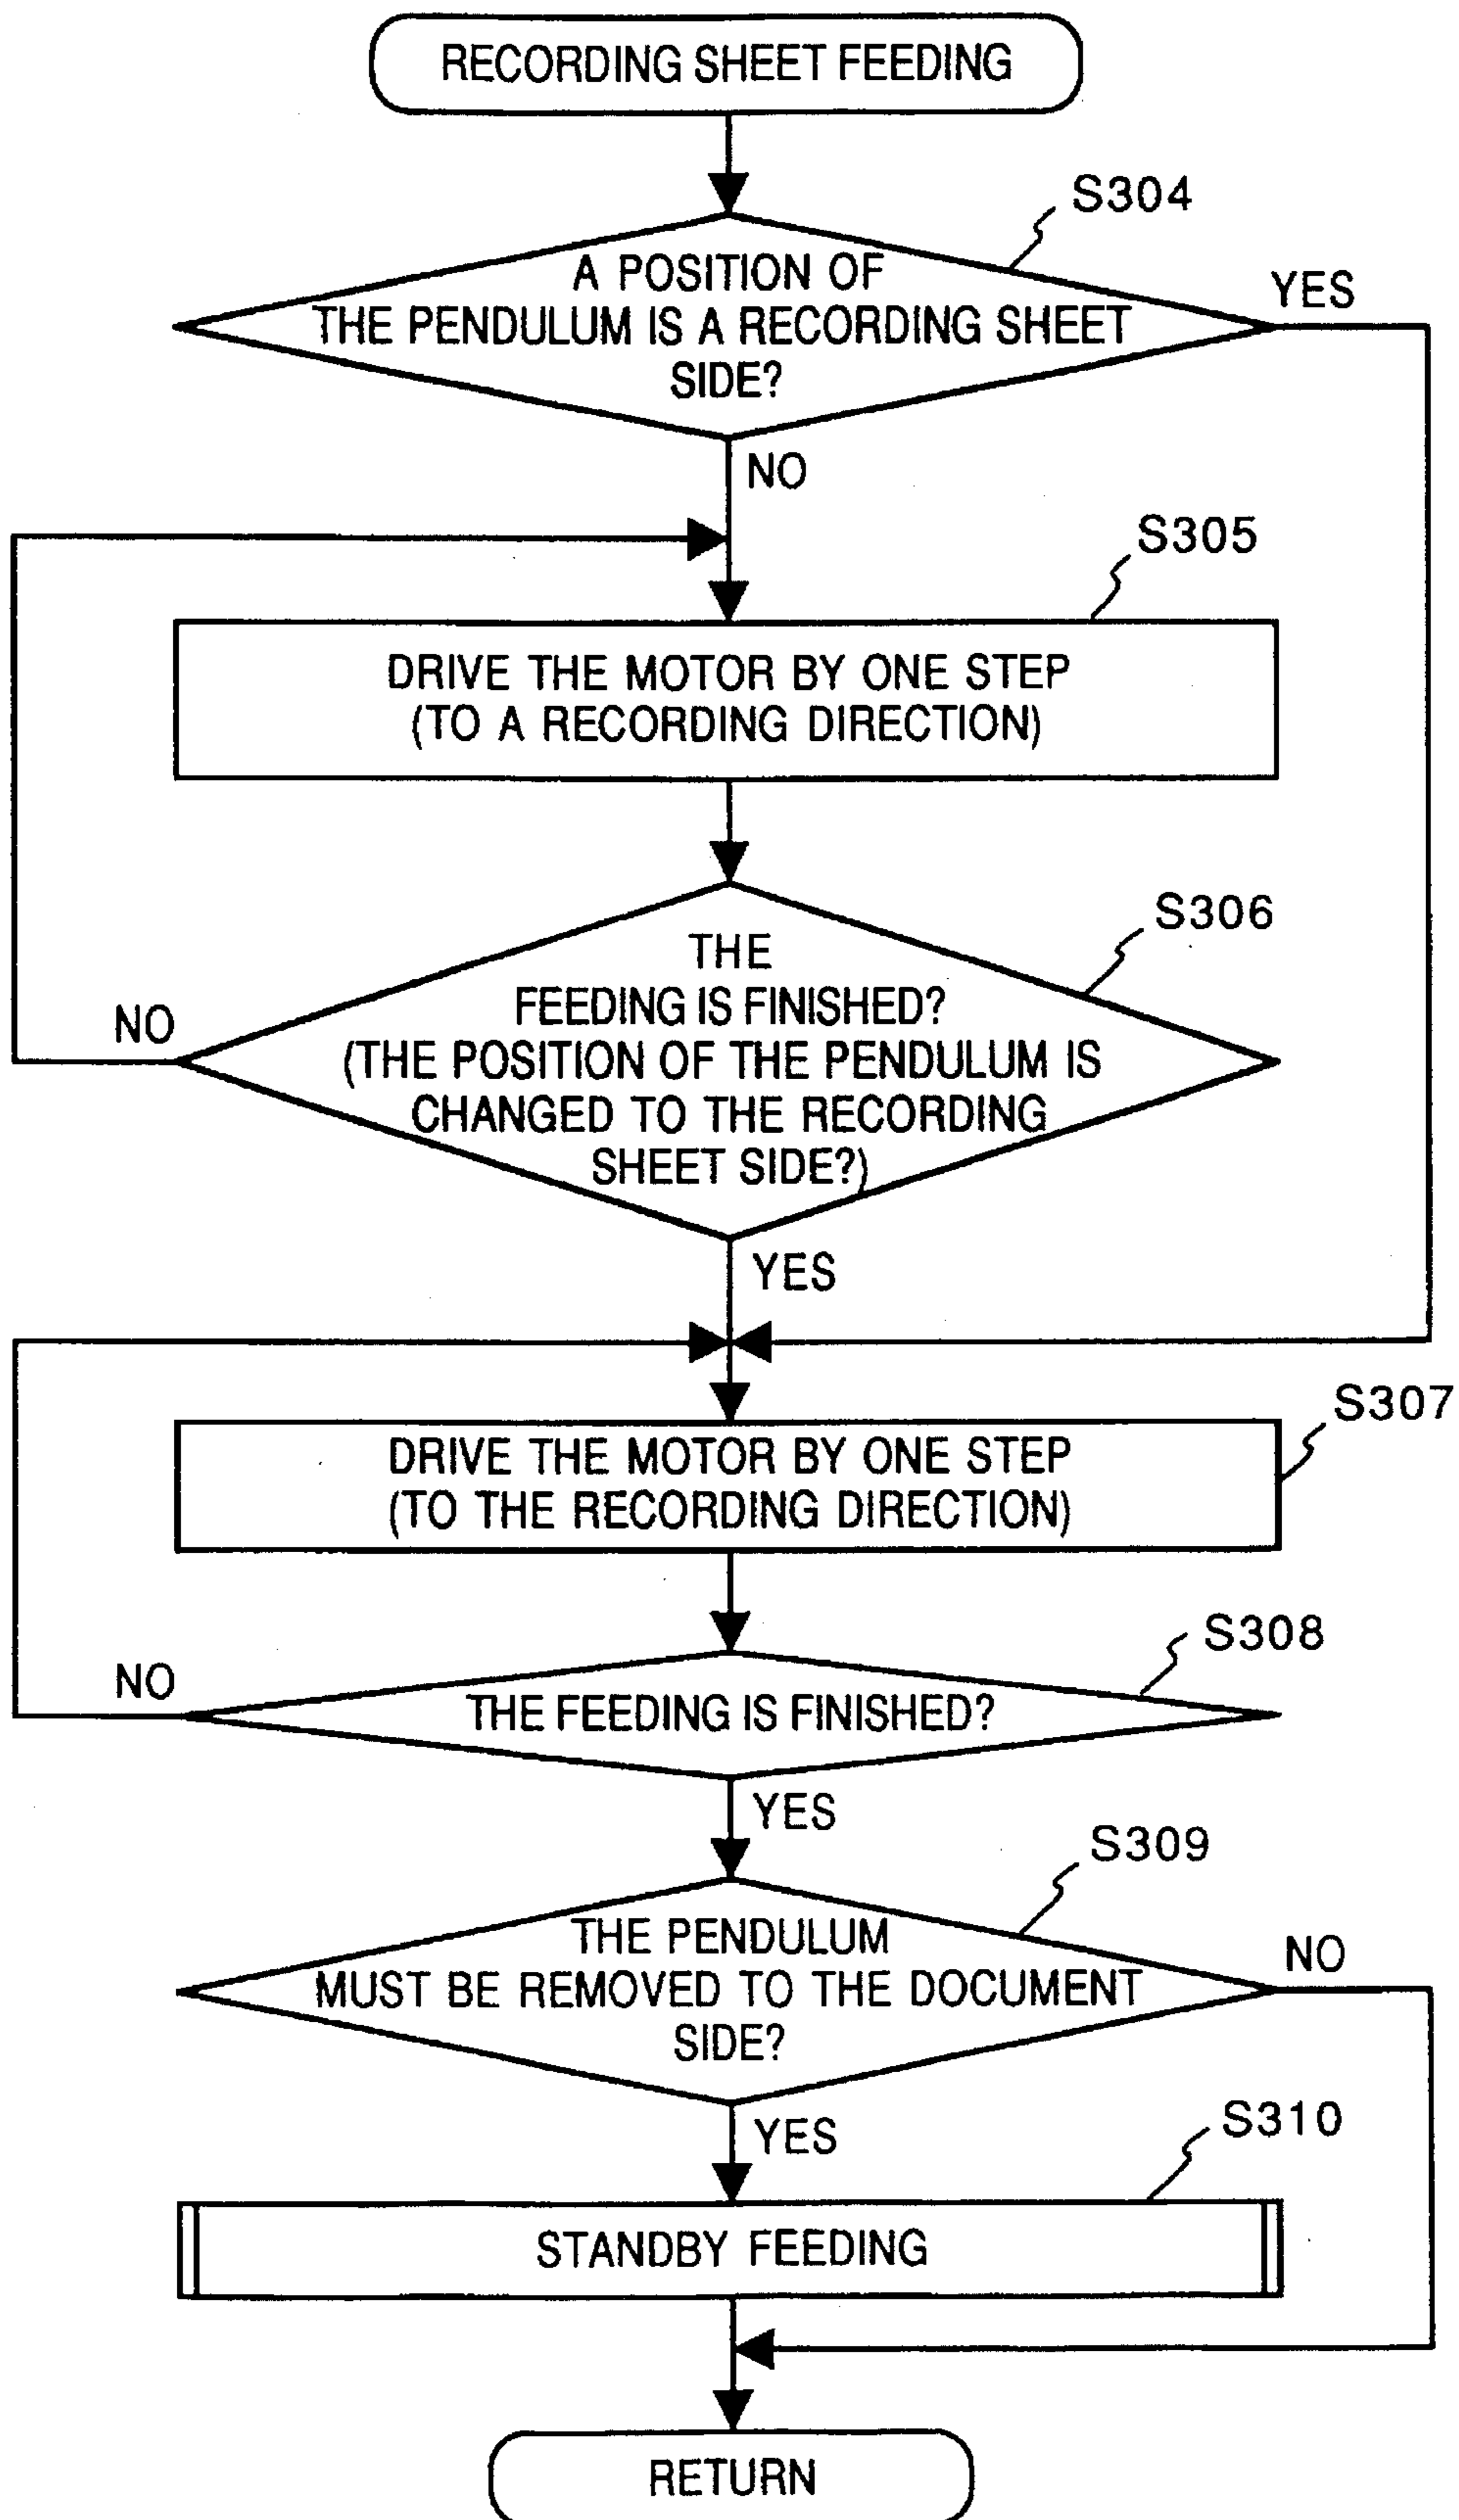 RECORDING SHEET FEEDING
S304
A POSITION OF
THE PENDULUM IS A RECORDING SHEET
SIDE?
YES
NO
S305
DRIVE THE MOTOR BY ONE STEP
(TO A RECORDING DIRECTION)
S306
THE
FEEDING IS FINISHED?
(THE POSITION OF THE PENDULUM IS
CHANGED TO THE RECORDING
SHEET SIDE?)
NO
YES
S307
DRIVE THE MOTOR BY ONE STEP
(TO THE RECORDING DIRECTION)
S308
NO
THE FEEDING IS FINISHED?
YES
S309
THE PENDULUM
MUST BE REMOVED TO THE DOCUMENT
SIDE?
NO
YES
S310
STANDBY FEEDING
RETURN